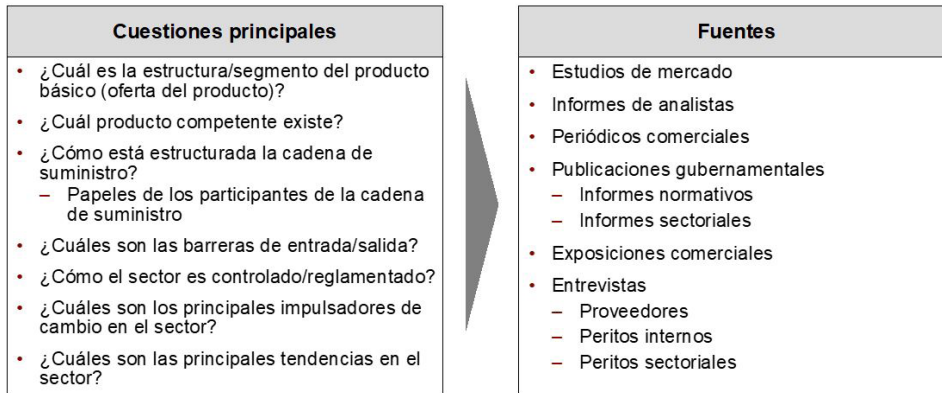 Cuestiones principales
• ¿Cuál es la estructura/segmento del producto
básico (oferta del producto)?
• ¿Cuál producto competente existe?
• ¿Cómo está estructurada la cadena de
suministro?
– Papeles de los participantes de la cadena
de suministro
• ¿Cuáles son las barreras de entrada/salida?
• ¿Cómo el sector es controlado/reglamentado?
• ¿Cuáles son los principales impulsadores de
cambio en el sector?
• ¿Cuáles son las principales tendencias en el
sector?
Fuentes
• Estudios de mercado
• Informes de analistas
• Periódicos comerciales
• Publicaciones gubernamentales
– Informes normativos
– Informes sectoriales
• Exposiciones comerciales
• Entrevistas
– Proveedores
– Peritos internos
– Peritos sectoriales